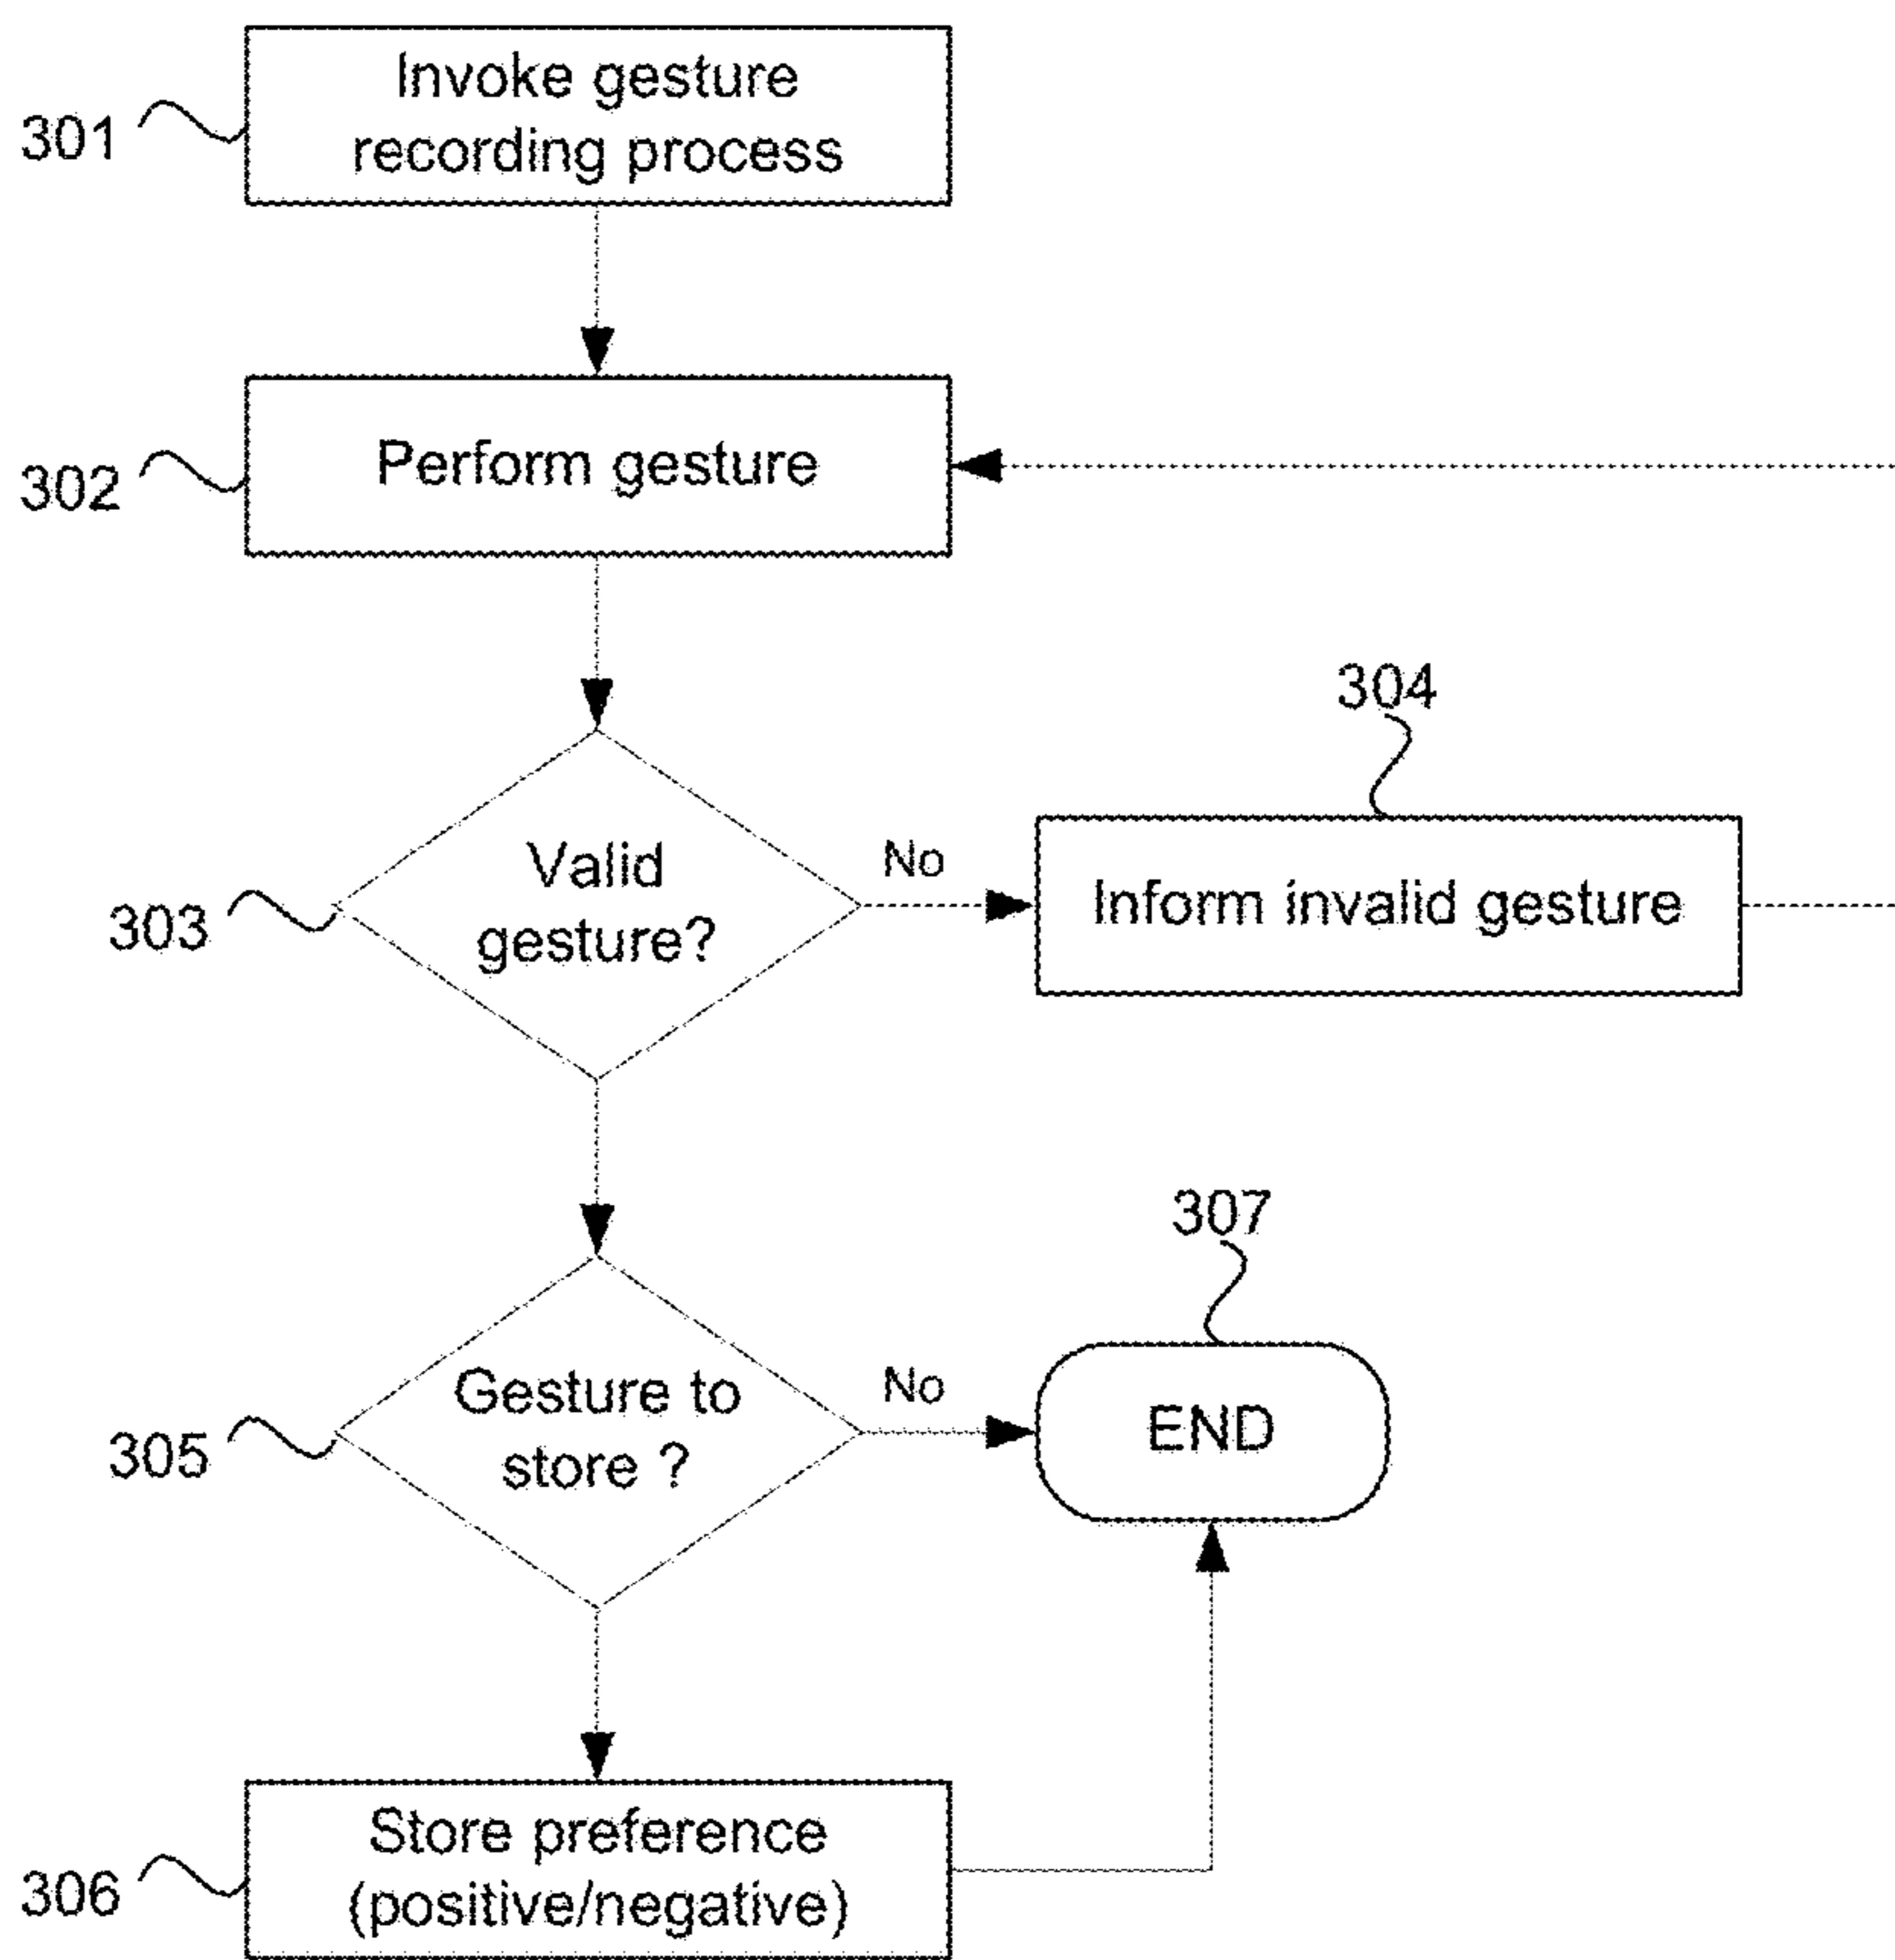 Invoke gesture
recording process
301
Perform gesture
302
304
Valid
gesture?
No
Inform invalid gesture
303
307
Gesture to
store ?
No
END
305
Store preference
(positive/negative)
306